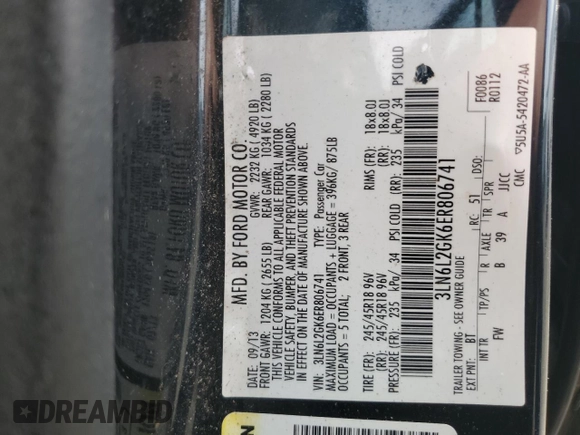 MFD. BY FORD MOTOR CO.
DATE: 09/13 GVWR: 2232 KG ( 4920 LB)
FRONT GAWR: 1204 KG ( 2655 LB) REAR GAWR: 1034 KG ( 2280 LB)
THIS VEHICLE CONFORMS TO ALL APPLICABLE FEDERAL MOTOR
VEHICLE SAFETY, BUMPER, AND THEFT PREVENTION STANDARDS
IN EFFECT ON THE DATE OF MANUFACTURE SHOWN ABOVE.
VIN: 3LN6L2GK6ER806741 TYPE: Passenger Car
MAXIMUM LOAD = OCCUPANTS + LUGGAGE = 396KG/ 875LB
OCCUPANTS = 5 TOTAL: 2 FRONT, 3 REAR
TIRE (FR): 245/45R18 96V RIMS (FR): 18x8.0J
(RR): 245/45R18 96V (RR): 18x8.0J
PRESSURE (FR): 235 kPa/ 34 PSI COLD (RR): 235 kPa/ 34 PSI COLD
3LN6L2GK6ER806741
TRAILER TOWING - SEE OWNER GUIDE
F0086
R0112
EXT PNT: BT RC: 51 DSO:
INT TR TP/PS R AXLE TR SPR
FW B 39 A JJCC
CMC ▽5U5A-5420472-AA
DREAMBID